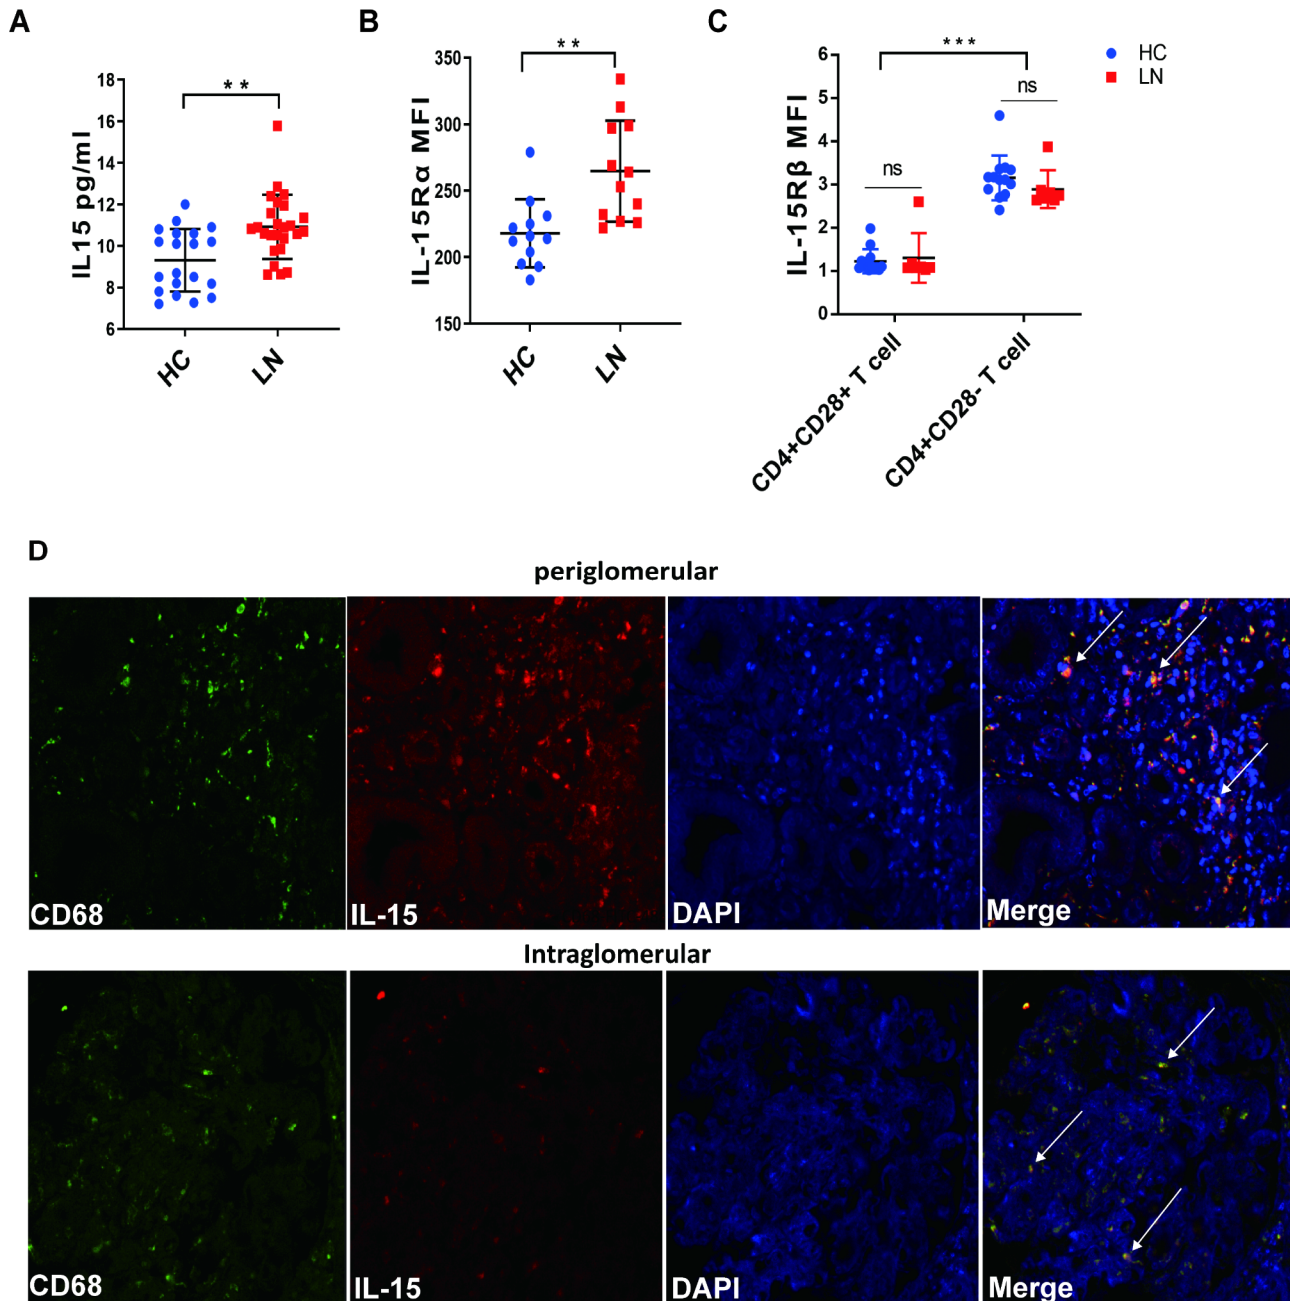 A
B
C
IL15 pg/ml
18
16
14
12
10
8
6
**
HC
LN
IL-15Rα MFI
350
300
250
200
150
**
HC
LN
IL-15Rβ MFI
6
5
4
3
2
1
0
***
ns
ns
HC
LN
CD4+CD28+ T cell
CD4+CD28- T cell
D
periglomerular
CD68
IL-15
DAPI
Merge
Intraglomerular
CD68
IL-15
DAPI
Merge